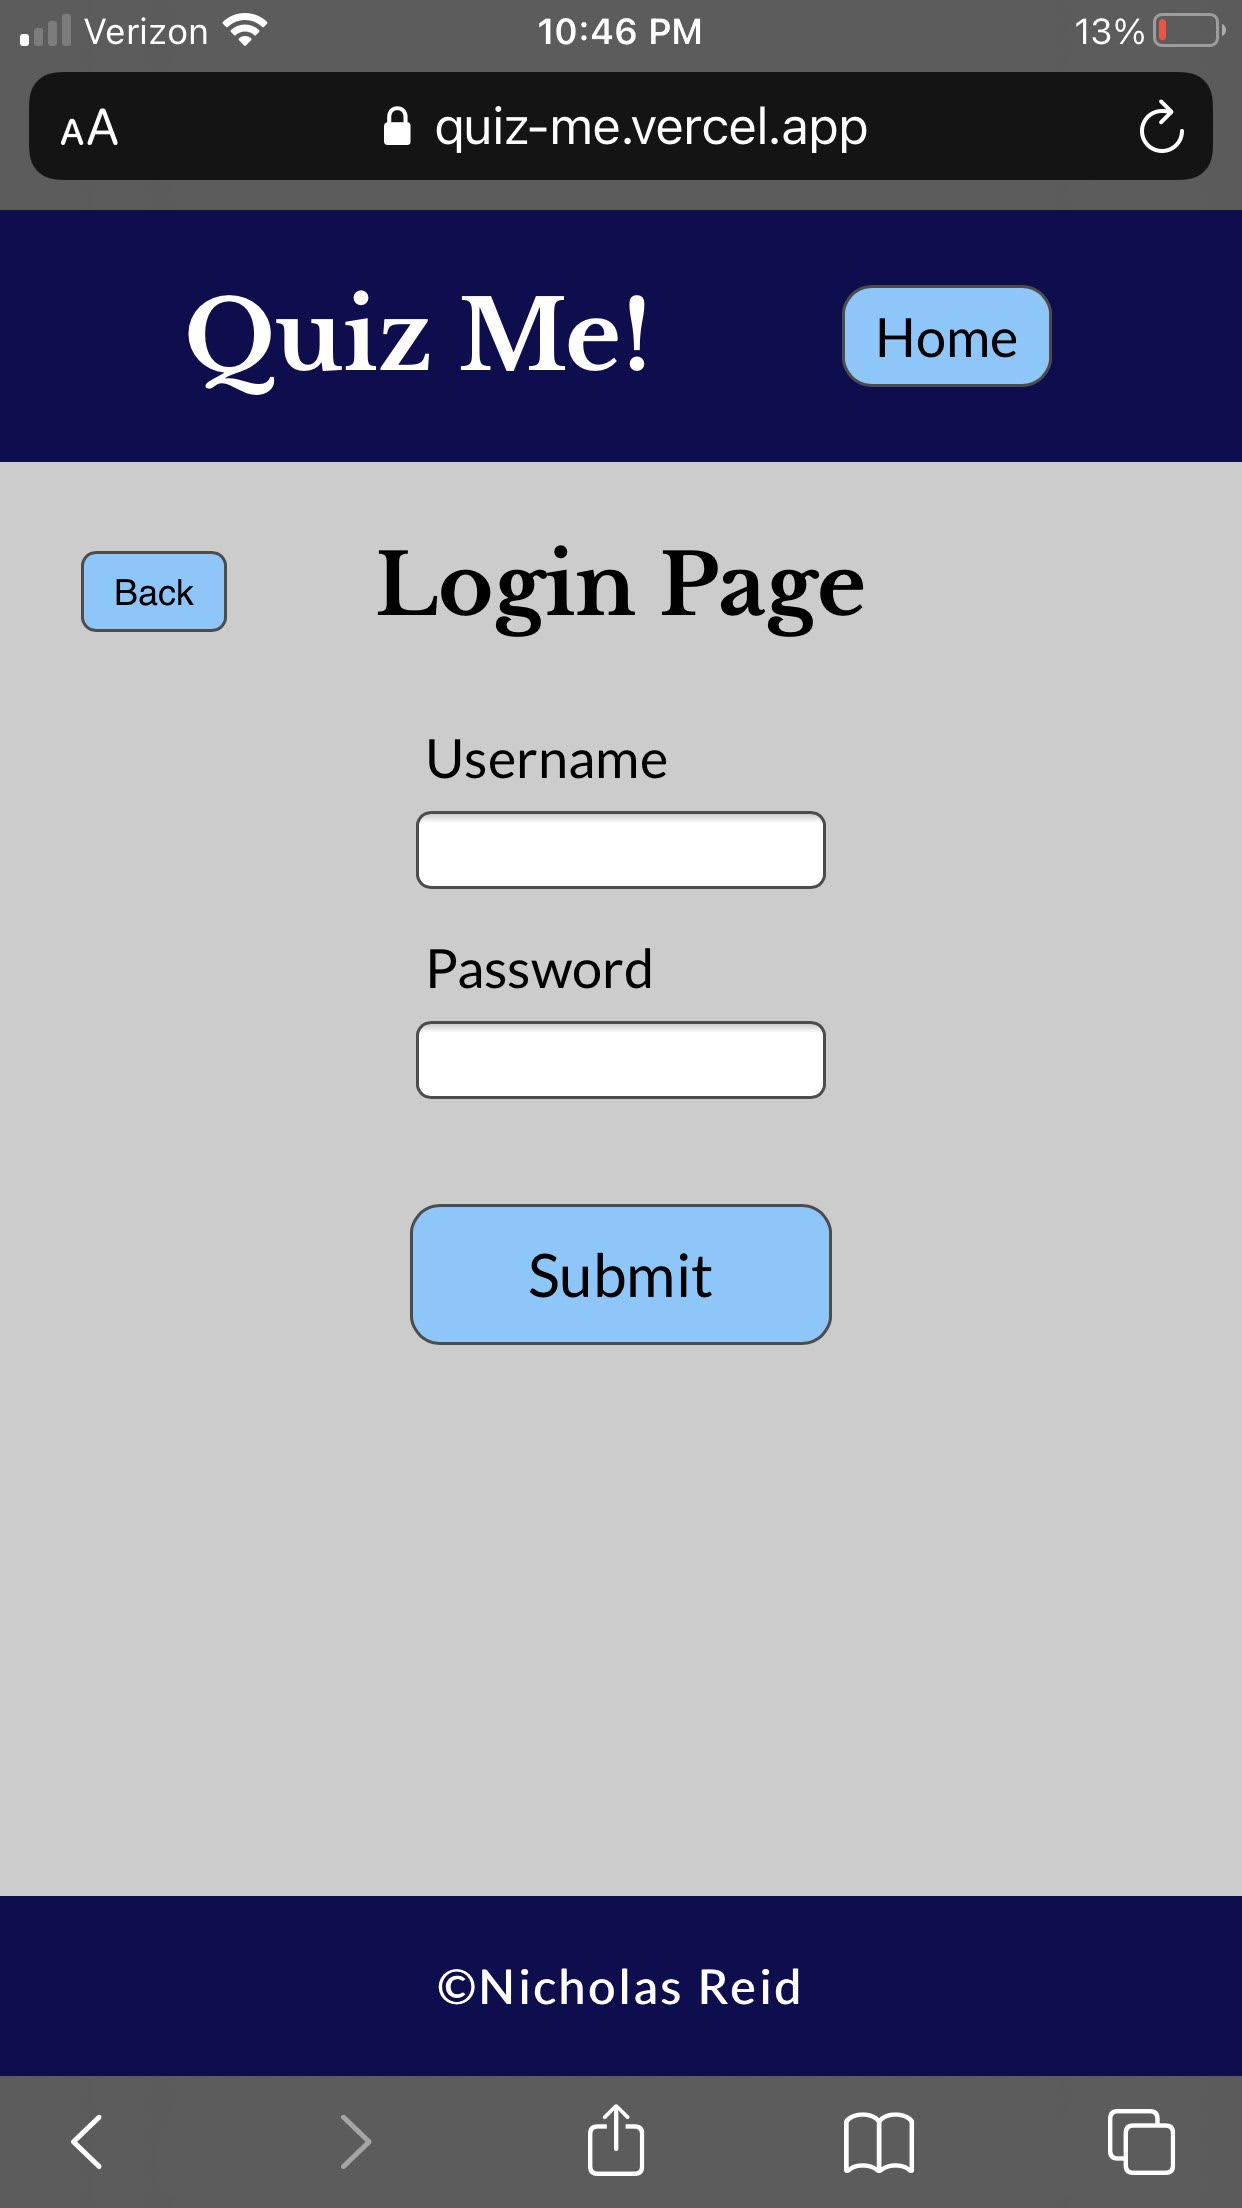 Verizon 10:46 PM 13%
AA quiz-me.vercel.app
Quiz Me! Home
Back Login Page
Username
Password
Submit
©Nicholas Reid